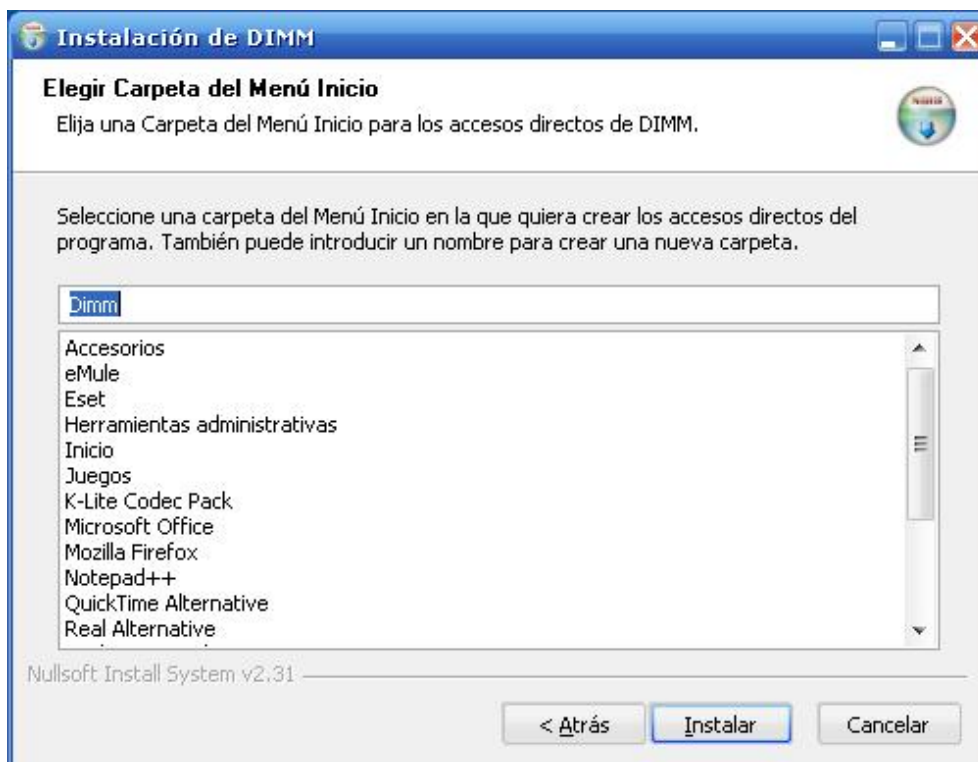 Instalación de DIMM
Elegir Carpeta del Menú Inicio
Elija una Carpeta del Menú Inicio para los accesos directos de DIMM.
Seleccione una carpeta del Menú Inicio en la que quiera crear los accesos directos del
programa. También puede introducir un nombre para crear una nueva carpeta.
Dimm
Accesorios
eMule
Eset
Herramientas administrativas
Inicio
Juegos
K-Lite Codec Pack
Microsoft Office
Mozilla Firefox
Notepad++
QuickTime Alternative
Real Alternative
Nullsoft Install System v2.31
< Atrás Instalar Cancelar